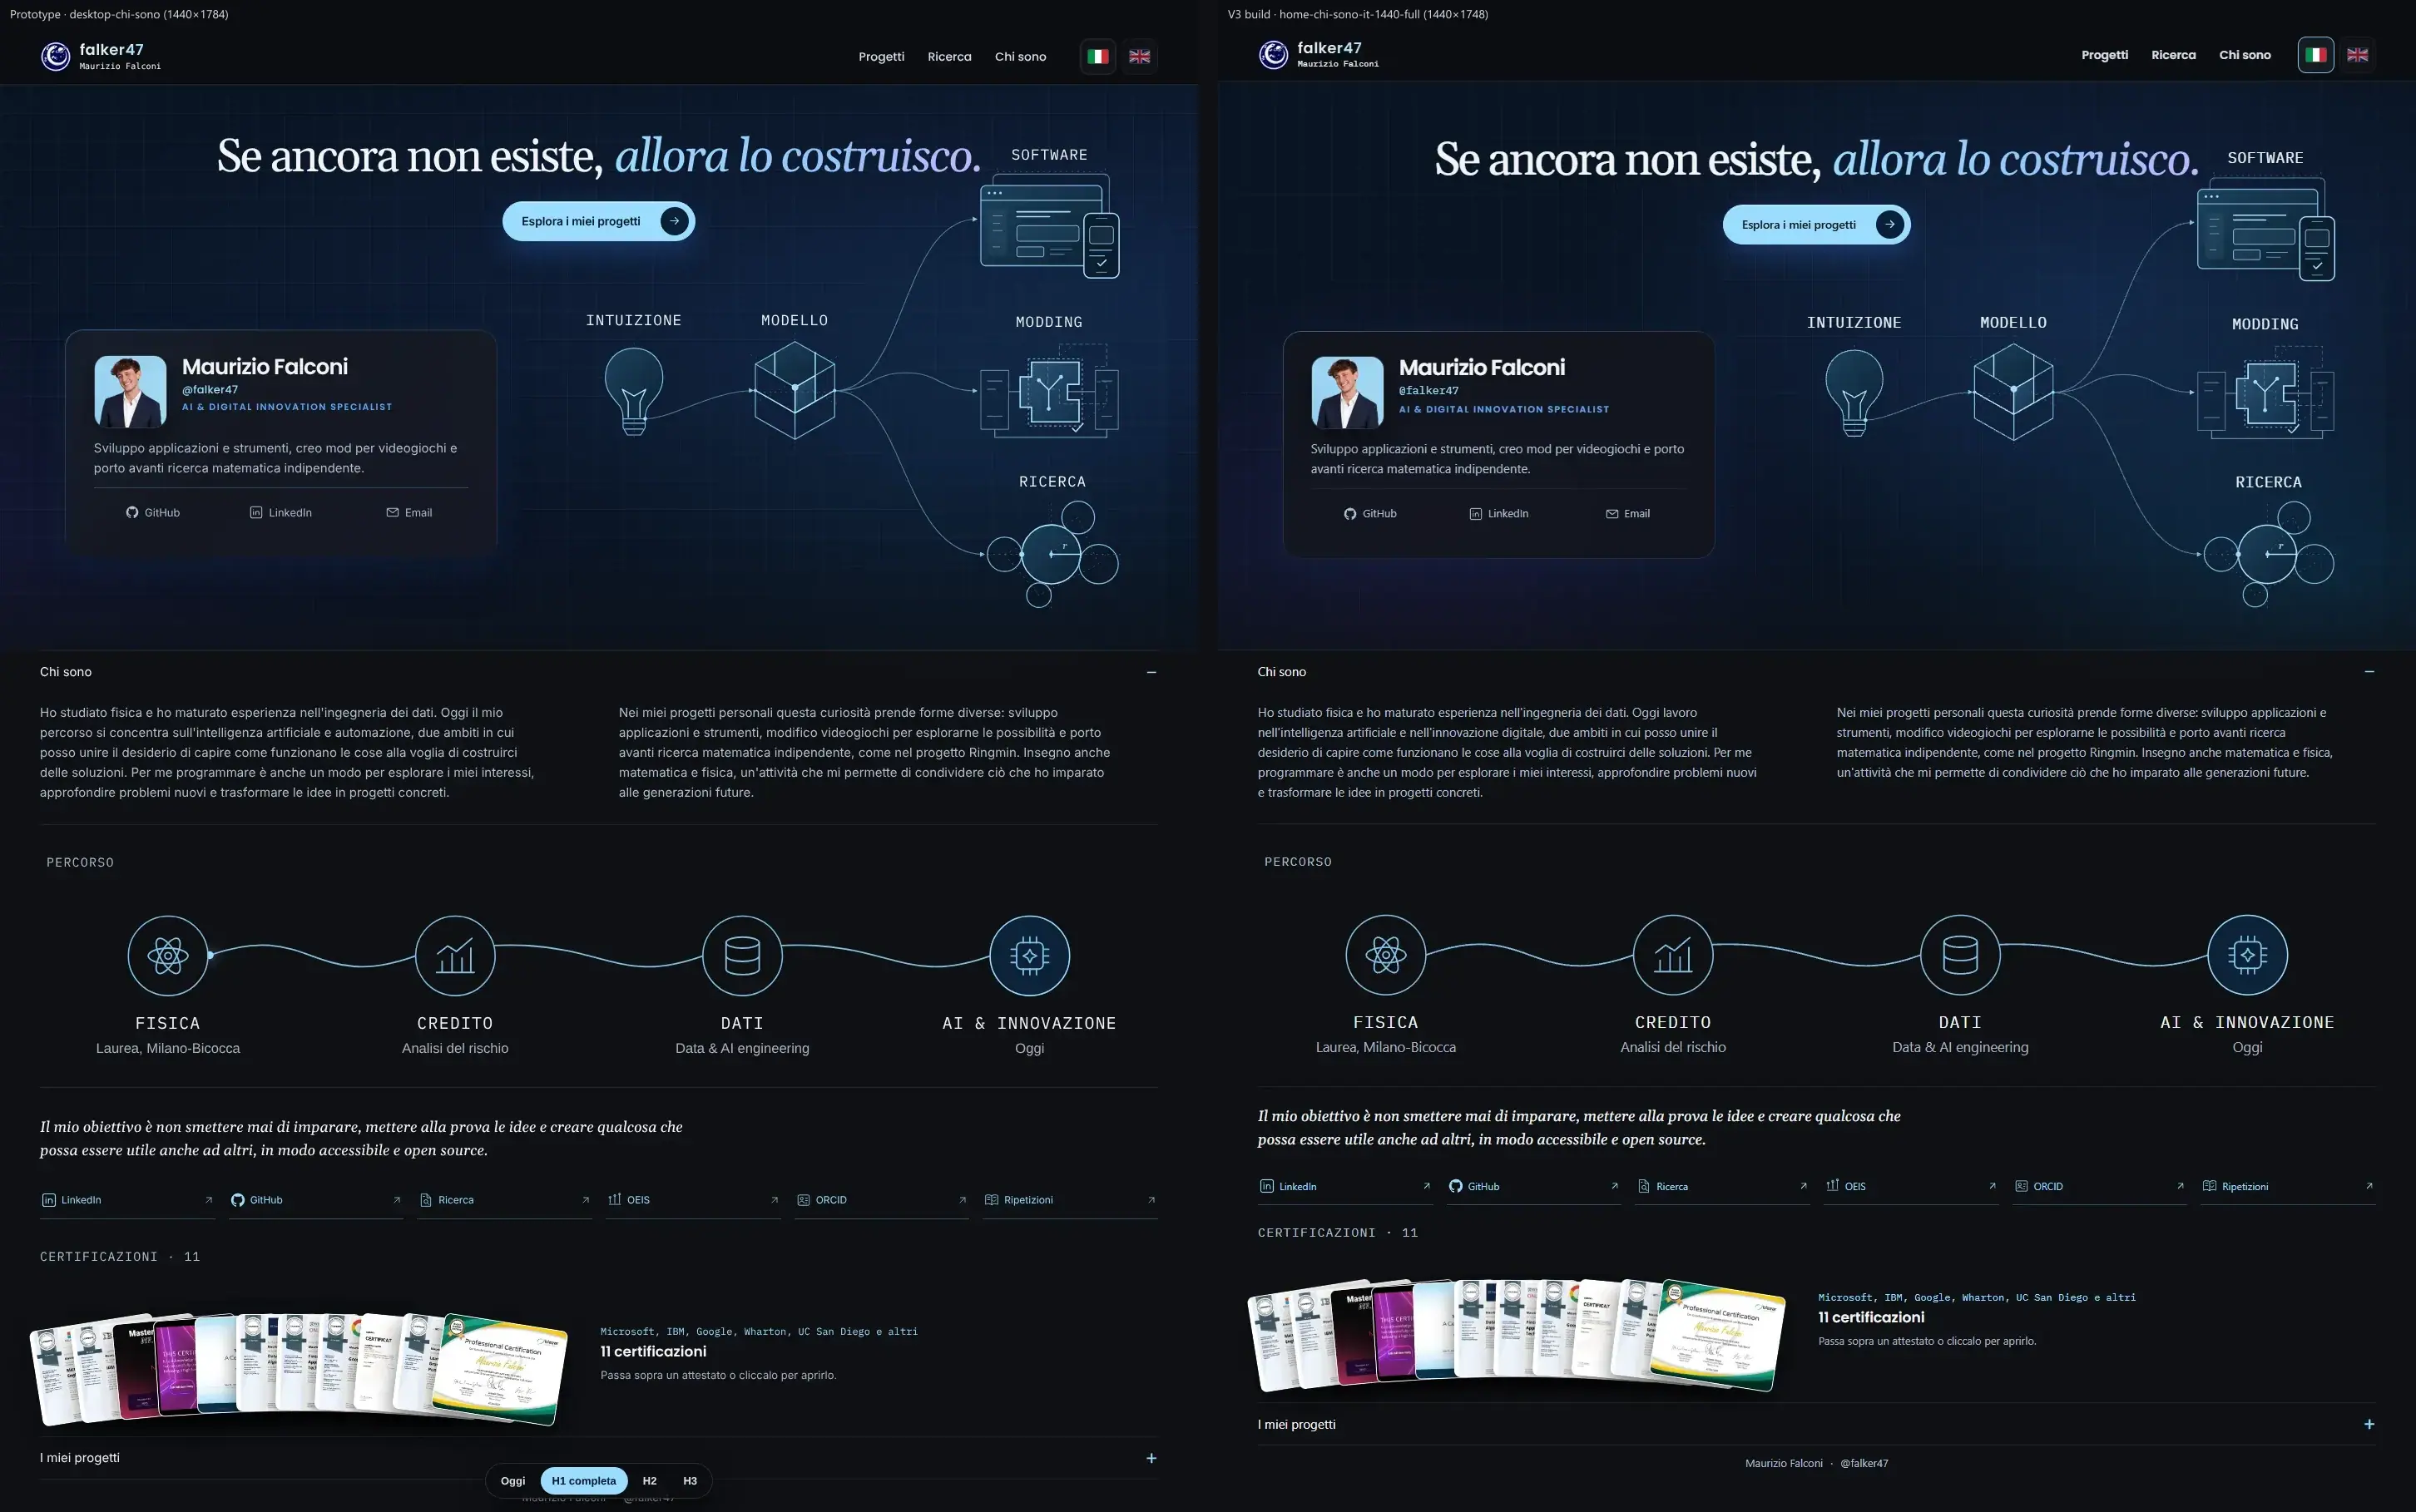 Prototype · desktop-chi-sono (1440×1784)
falker47
Maurizio Falconi
Progetti
Ricerca
Chi sono
Se ancora non esiste, allora lo costruisco.
Esplora i miei progetti
SOFTWARE
INTUIZIONE
MODELLO
MODDING
RICERCA
r
Maurizio Falconi
@falker47
AI & DIGITAL INNOVATION SPECIALIST
Sviluppo applicazioni e strumenti, creo mod per videogiochi e
porto avanti ricerca matematica indipendente.
GitHub
LinkedIn
Email
Chi sono
Ho studiato fisica e ho maturato esperienza nell'ingegneria dei dati. Oggi il mio
percorso si concentra sull'intelligenza artificiale e automazione, due ambiti in cui
posso unire il desiderio di capire come funzionano le cose alla voglia di costruirci
delle soluzioni. Per me programmare è anche un modo per esplorare i miei interessi,
approfondire problemi nuovi e trasformare le idee in progetti concreti.
Nei miei progetti personali questa curiosità prende forme diverse: sviluppo
applicazioni e strumenti, modifico videogiochi per esplorarne le possibilità e porto
avanti ricerca matematica indipendente, come nel progetto Ringmin. Insegno anche
matematica e fisica, un'attività che mi permette di condividere ciò che ho imparato
alle generazioni future.
PERCORSO
FISICA
Laurea, Milano-Bicocca
CREDITO
Analisi del rischio
DATI
Data & AI engineering
AI & INNOVAZIONE
Oggi
Il mio obiettivo è non smettere mai di imparare, mettere alla prova le idee e creare qualcosa che
possa essere utile anche ad altri, in modo accessibile e open source.
LinkedIn
GitHub
Ricerca
OEIS
ORCID
Ripetizioni
CERTIFICAZIONI · 11
Professional Certification
Microsoft, IBM, Google, Wharton, UC San Diego e altri
11 certificazioni
Passa sopra un attestato o cliccalo per aprirlo.
I miei progetti
Oggi
H1 completa
H2
H3
V3 build · home-chi-sono-it-1440-full (1440×1748)
falker47
Maurizio Falconi
Progetti
Ricerca
Chi sono
Se ancora non esiste, allora lo costruisco.
Esplora i miei progetti
SOFTWARE
INTUIZIONE
MODELLO
MODDING
RICERCA
r
Maurizio Falconi
@falker47
AI & DIGITAL INNOVATION SPECIALIST
Sviluppo applicazioni e strumenti, creo mod per videogiochi e porto
avanti ricerca matematica indipendente.
GitHub
LinkedIn
Email
Chi sono
Ho studiato fisica e ho maturato esperienza nell'ingegneria dei dati. Oggi lavoro
nell'intelligenza artificiale e nell'innovazione digitale, due ambiti in cui posso unire il
desiderio di capire come funzionano le cose alla voglia di costruirci delle soluzioni. Per me
programmare è anche un modo per esplorare i miei interessi, approfondire problemi nuovi
e trasformare le idee in progetti concreti.
Nei miei progetti personali questa curiosità prende forme diverse: sviluppo applicazioni e
strumenti, modifico videogiochi per esplorarne le possibilità e porto avanti ricerca
matematica indipendente, come nel progetto Ringmin. Insegno anche matematica e fisica,
un'attività che mi permette di condividere ciò che ho imparato alle generazioni future.
PERCORSO
FISICA
Laurea, Milano-Bicocca
CREDITO
Analisi del rischio
DATI
Data & AI engineering
AI & INNOVAZIONE
Oggi
Il mio obiettivo è non smettere mai di imparare, mettere alla prova le idee e creare qualcosa che
possa essere utile anche ad altri, in modo accessibile e open source.
LinkedIn
GitHub
Ricerca
OEIS
ORCID
Ripetizioni
CERTIFICAZIONI · 11
Professional Certification
Microsoft, IBM, Google, Wharton, UC San Diego e altri
11 certificazioni
Passa sopra un attestato o cliccalo per aprirlo.
I miei progetti
Maurizio Falconi · @falker47